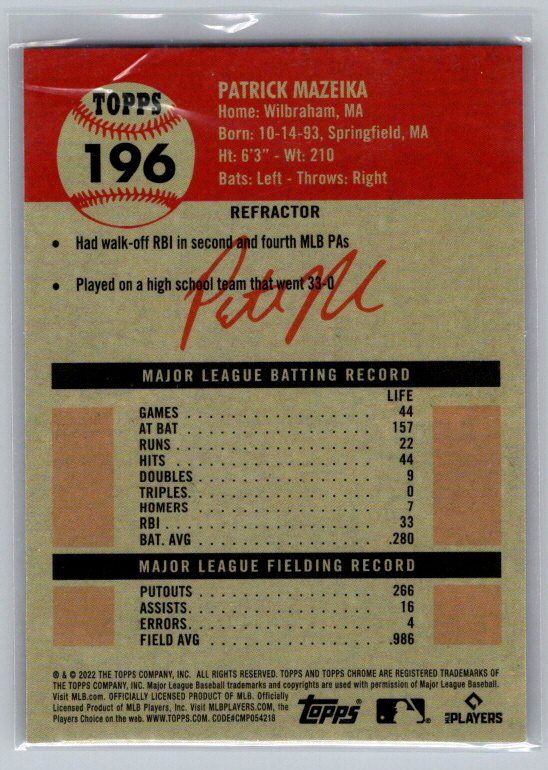 TOPPS
196
PATRICK MAZEIKA
Home: Wilbraham, MA
Born: 10-14-93, Springfield, MA
Ht: 6'3" - Wt: 210
Bats: Left - Throws: Right
REFRACTOR
• Had walk-off RBI in second and fourth MLB PAs
• Played on a high school team that went 33-0
MAJOR LEAGUE BATTING RECORD
LIFE
GAMES . . . . . . . . . . . . . . . . . . 44
AT BAT . . . . . . . . . . . . . . . . . . 157
RUNS . . . . . . . . . . . . . . . . . . 22
HITS . . . . . . . . . . . . . . . . . . 44
DOUBLES . . . . . . . . . . . . . . . . . . 9
TRIPLES. . . . . . . . . . . . . . . . . . 0
HOMERS . . . . . . . . . . . . . . . . . . 7
RBI . . . . . . . . . . . . . . . . . . 33
BAT. AVG . . . . . . . . . . . . . . . . . . .280
MAJOR LEAGUE FIELDING RECORD
PUTOUTS . . . . . . . . . . . . . . . . . . 266
ASSISTS. . . . . . . . . . . . . . . . . . 16
ERRORS. . . . . . . . . . . . . . . . . . 4
FIELD AVG . . . . . . . . . . . . . . . . . . .986
® & © 2022 THE TOPPS COMPANY, INC. ALL RIGHTS RESERVED. TOPPS AND TOPPS CHROME ARE REGISTERED TRADEMARKS OF
THE TOPPS COMPANY, INC. Major League Baseball trademarks and copyrights are used with permission of Major League Baseball.
Visit MLB.com. OFFICIALLY LICENSED PRODUCT OF MLB. Officially
Licensed Product of MLB Players, Inc. Visit MLBPLAYERS.COM, the
Players Choice on the web. WWW.TOPPS.COM. CODE#CMP054218
Topps
MLB PLAYERS